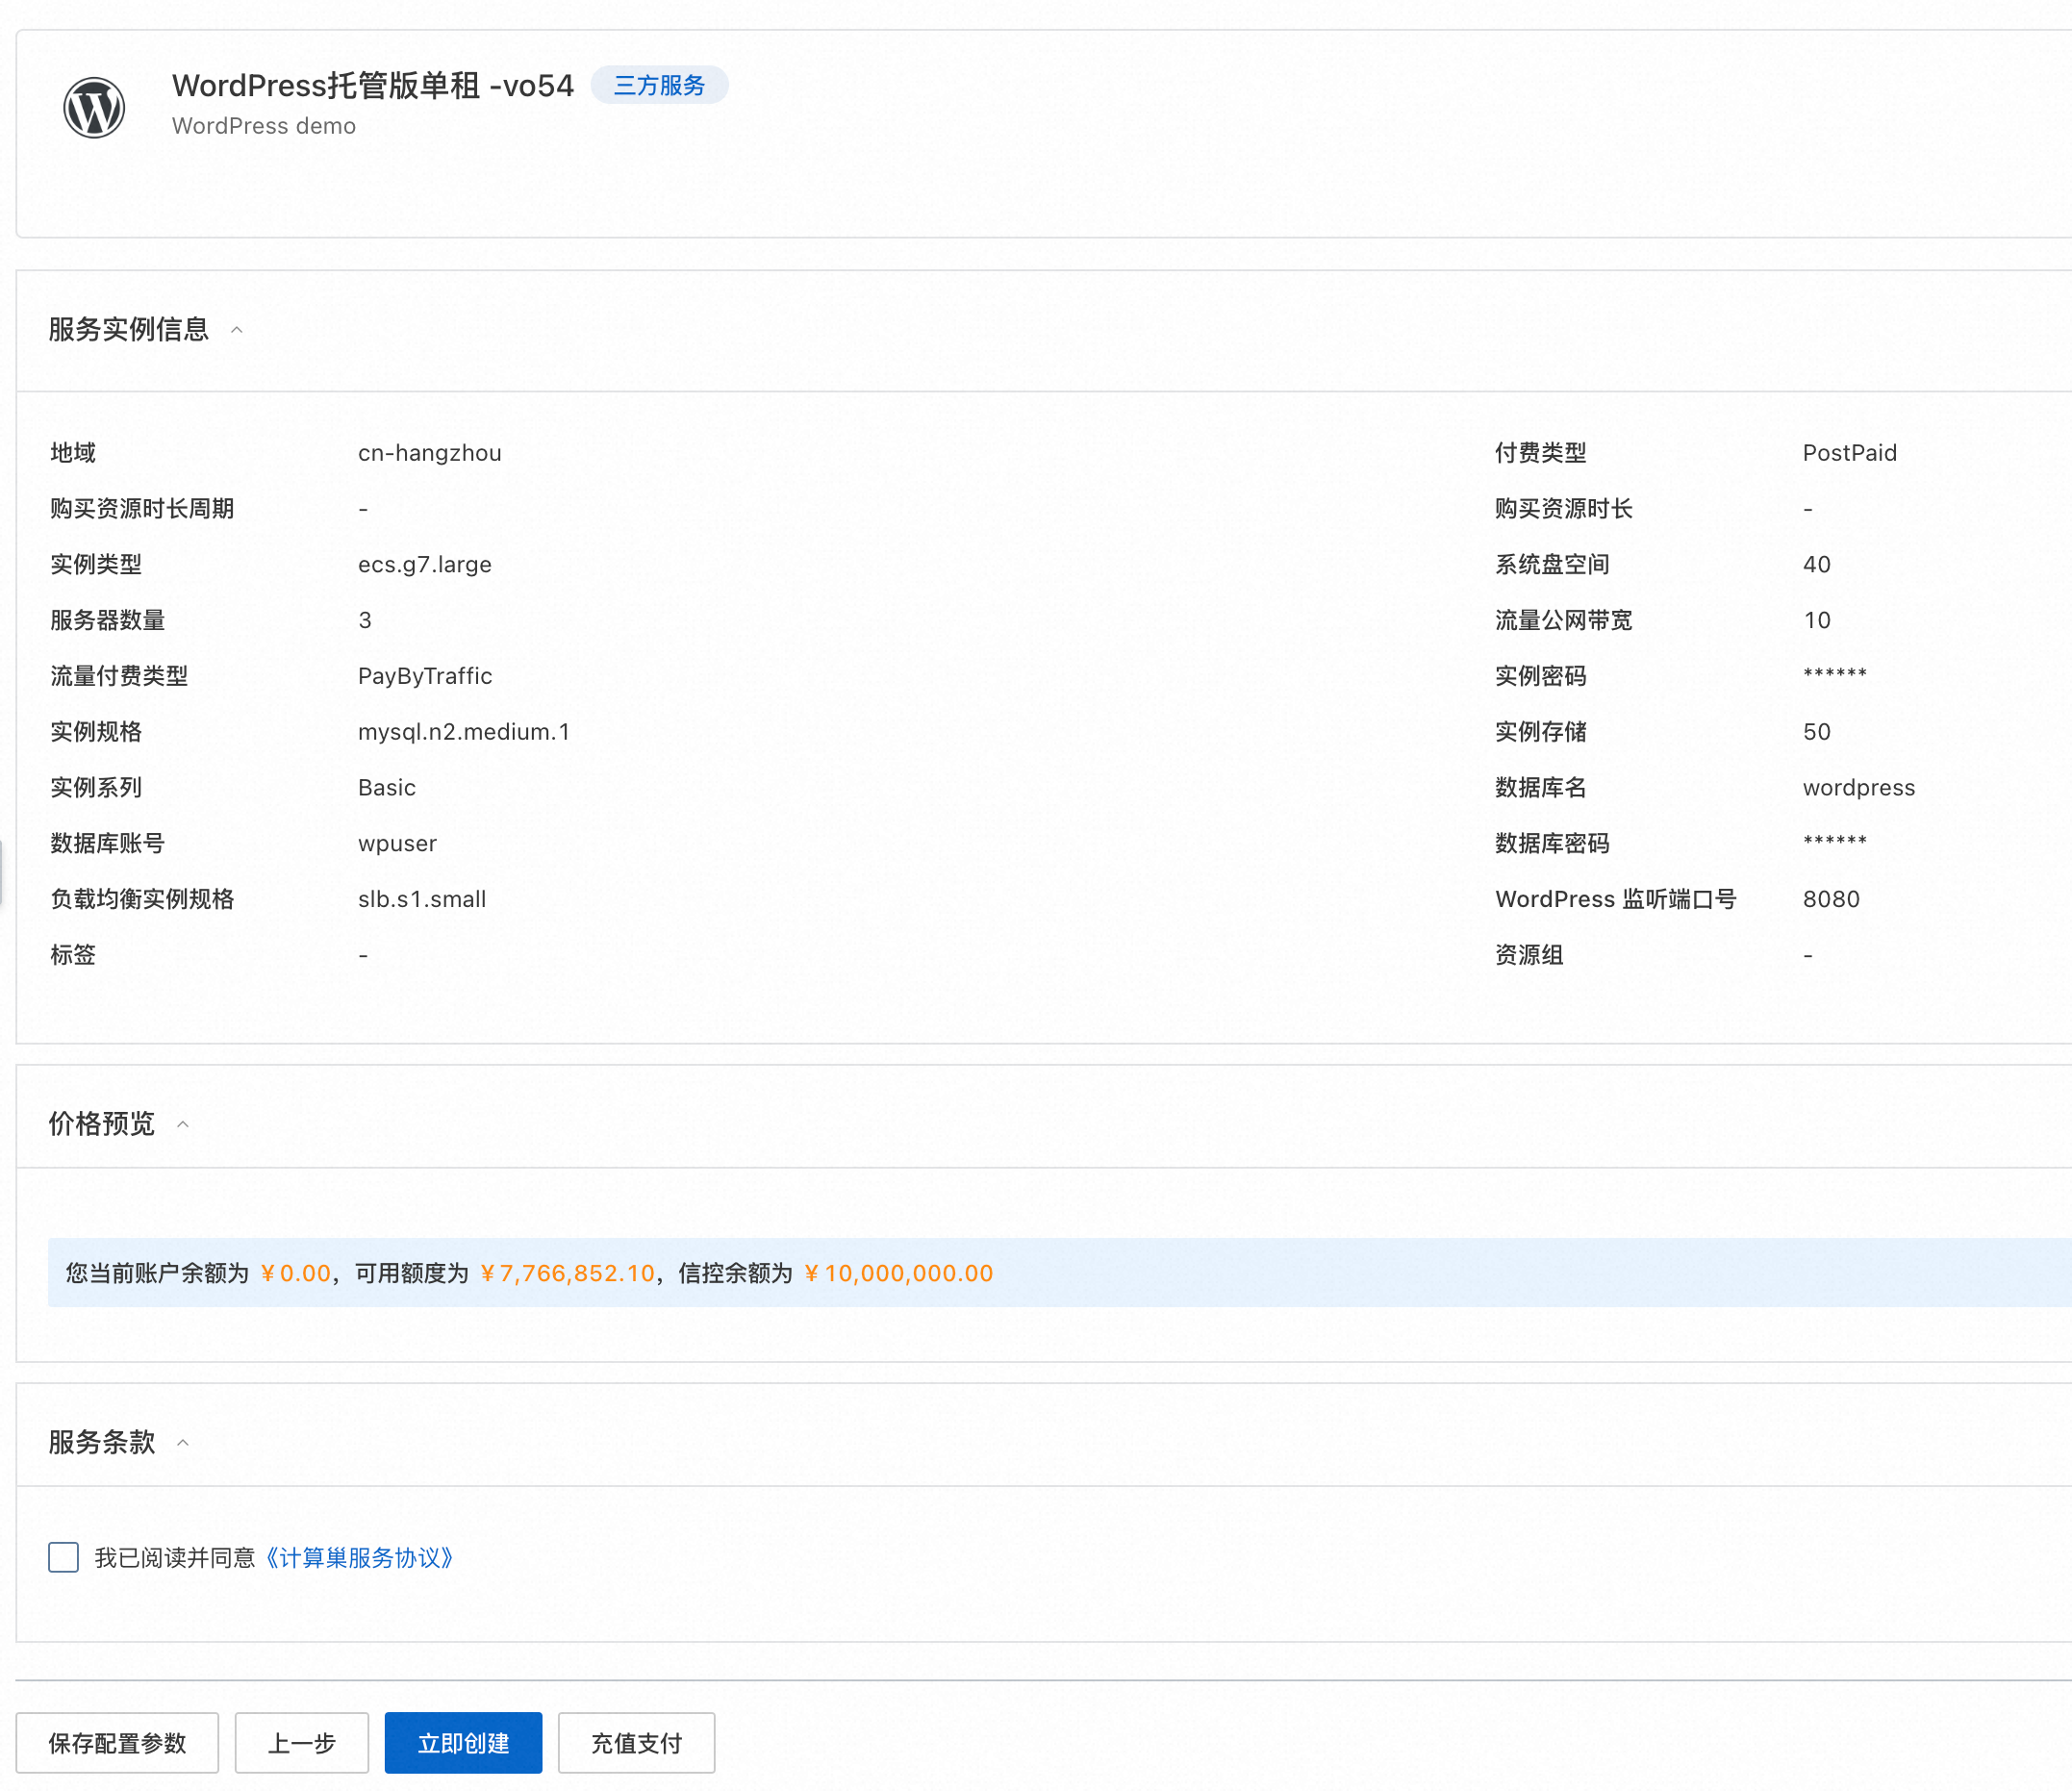 WordPress托管版单租 -vo54 三方服务
WordPress demo
服务实例信息
地域 cn-hangzhou 付费类型 PostPaid
购买资源时长周期 - 购买资源时长 -
实例类型 ecs.g7.large 系统盘空间 40
服务器数量 3 流量公网带宽 10
流量付费类型 PayByTraffic 实例密码 ******
实例规格 mysql.n2.medium.1 实例存储 50
实例系列 Basic 数据库名 wordpress
数据库账号 wpuser 数据库密码 ******
负载均衡实例规格 slb.s1.small WordPress 监听端口号 8080
标签 - 资源组 -
价格预览
您当前账户余额为 ¥0.00，可用额度为 ¥7,766,852.10，信控余额为 ¥10,000,000.00
服务条款
我已阅读并同意《计算巢服务协议》
保存配置参数 上一步 立即创建 充值支付